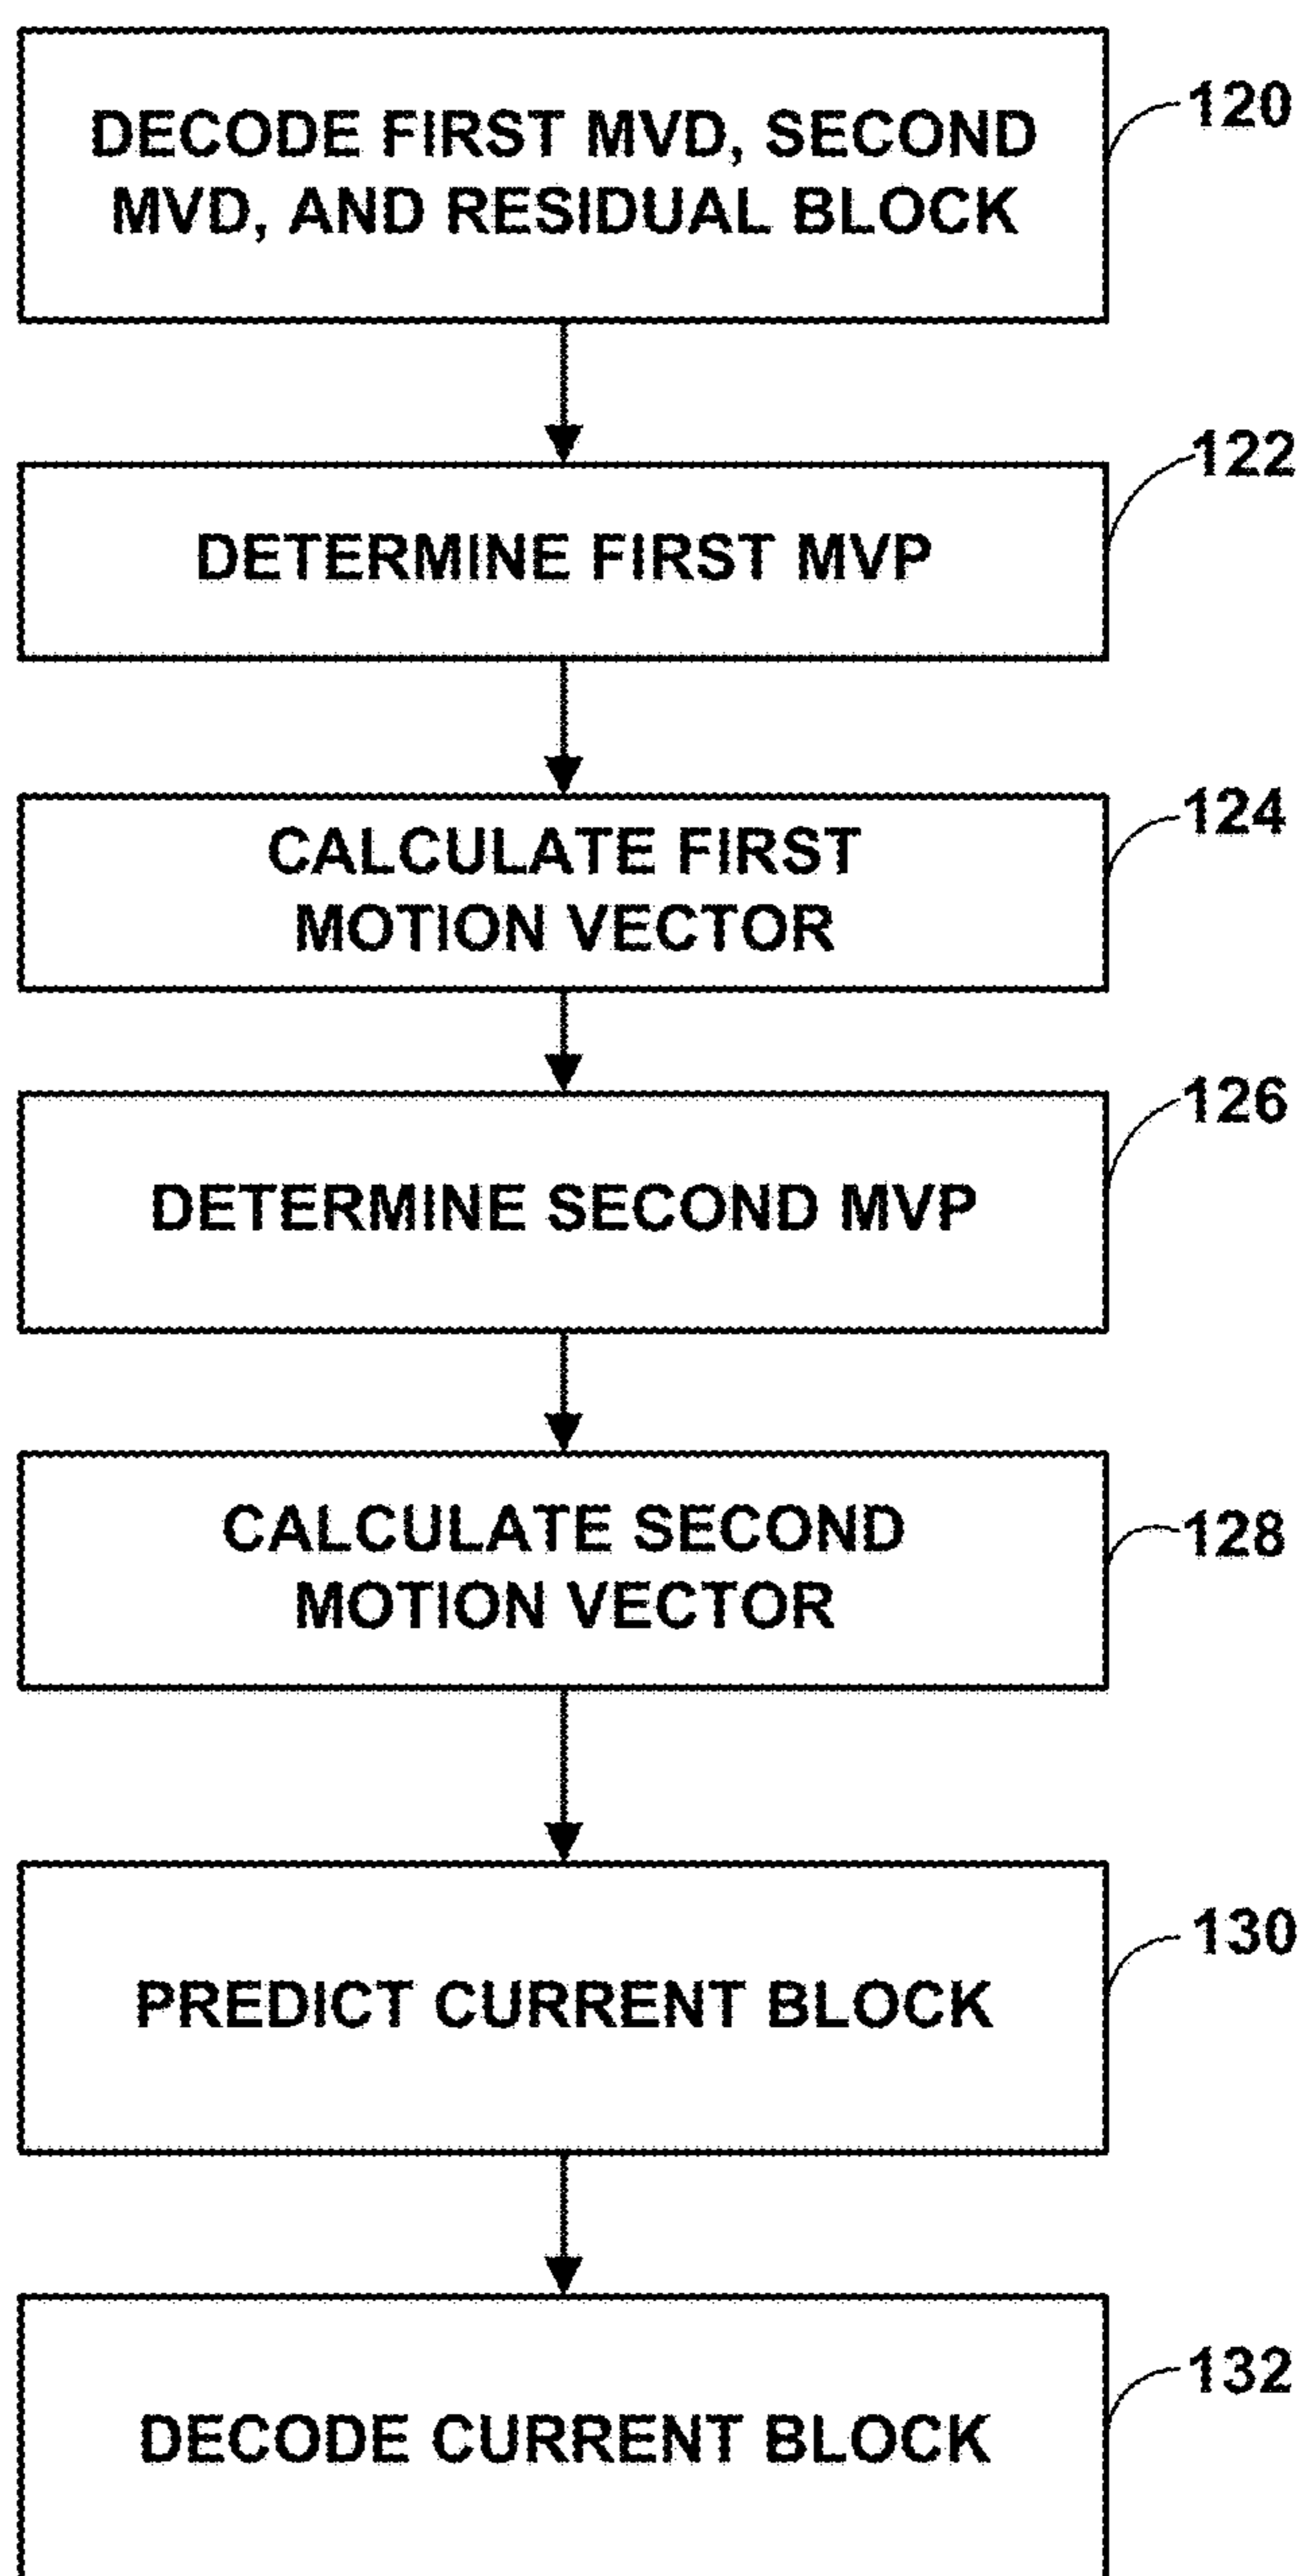 DECODE FIRST MVD, SECOND
MVD, AND RESIDUAL BLOCK
120
DETERMINE FIRST MVP
122
CALCULATE FIRST
MOTION VECTOR
124
DETERMINE SECOND MVP
126
CALCULATE SECOND
MOTION VECTOR
128
PREDICT CURRENT BLOCK
130
DECODE CURRENT BLOCK
132